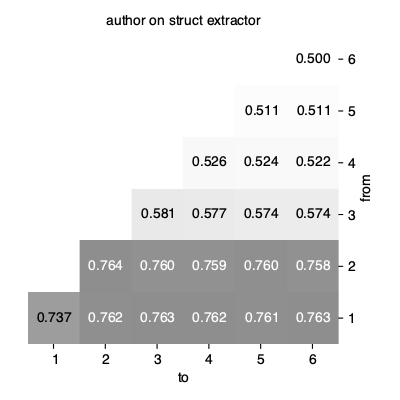 author on struct extractor
0.500 6
0.511 0.511 5
0.526 0.524 0.522 4
0.581 0.577 0.574 0.574 3
0.764 0.760 0.759 0.760 0.758 2
0.737 0.762 0.763 0.762 0.761 0.763 1
from
1 2 3 4 5 6
to